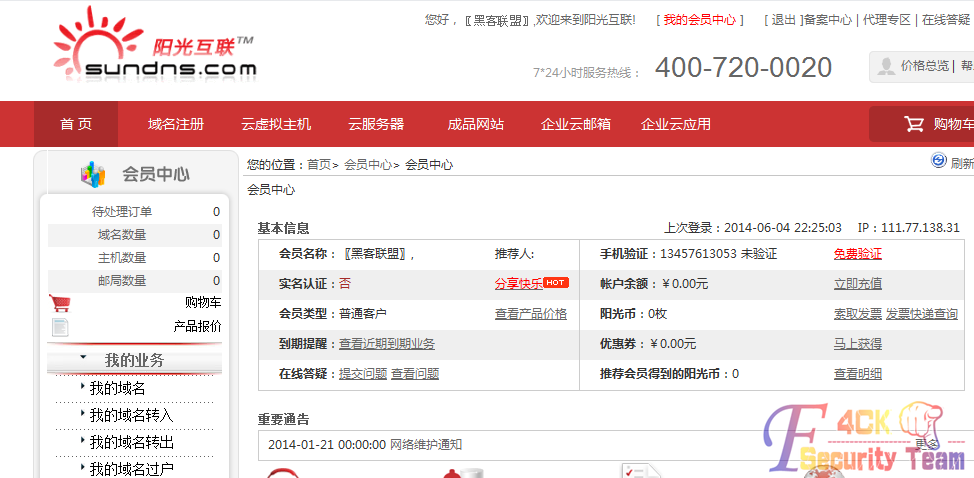 您好，〖黑客联盟〗,欢迎来到阳光互联! [ 我的会员中心 ] [ 退出 ]备案中心 | 代理专区 | 在线答疑
阳光互联™
sundns.com
7*24小时服务热线： 400-720-0020
价格总览 | 帮
首 页 域名注册 云虚拟主机 云服务器 成品网站 企业云邮箱 企业云应用 购物车
会员中心
待处理订单 0
域名数量 0
主机数量 0
邮局数量 0
购物车
产品报价
我的业务
我的域名
我的域名转入
我的域名转出
我的域名过户
您的位置：首页> 会员中心> 会员中心 刷新
会员中心
基本信息 上次登录：2014-06-04 22:25:03 IP：111.77.138.31
会员名称：〖黑客联盟〗, 推荐人: 手机验证：13457613053 未验证 免费验证
实名认证：否 分享快乐 HOT 帐户余额：￥0.00元 立即充值
会员类型：普通客户 查看产品价格 阳光币：0枚 索取发票 发票快递查询
到期提醒：查看近期到期业务 优惠券：￥0.00元 马上获得
在线答疑：提交问题 查看问题 推荐会员得到的阳光币：0 查看明细
重要通告
2014-01-21 00:00:00 网络维护通知 更多
F4CK
Security Team